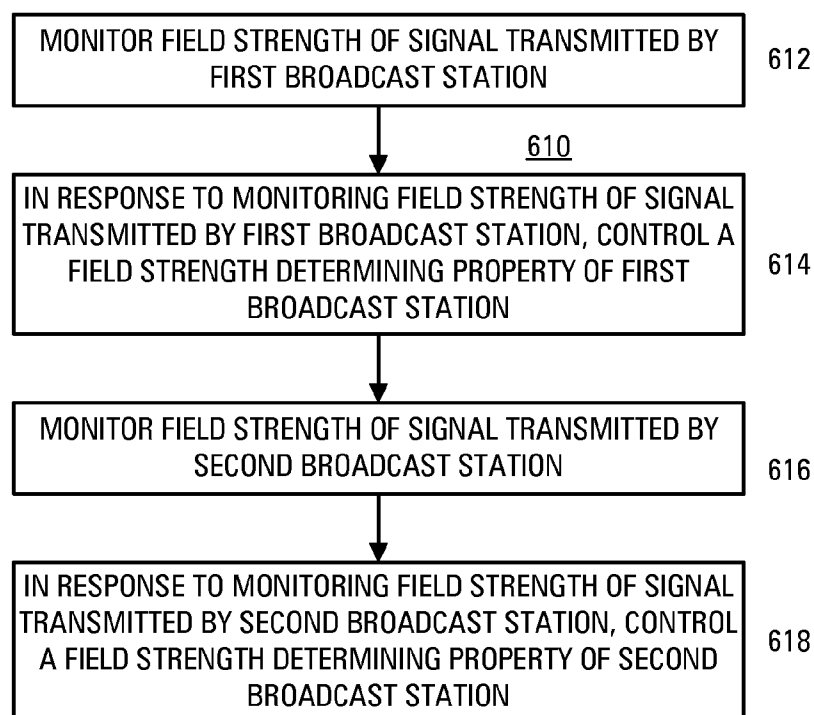 MONITOR FIELD STRENGTH OF SIGNAL TRANSMITTED BY
FIRST BROADCAST STATION
612
610
IN RESPONSE TO MONITORING FIELD STRENGTH OF SIGNAL
TRANSMITTED BY FIRST BROADCAST STATION, CONTROL A
FIELD STRENGTH DETERMINING PROPERTY OF FIRST
BROADCAST STATION
614
MONITOR FIELD STRENGTH OF SIGNAL TRANSMITTED BY
SECOND BROADCAST STATION
616
IN RESPONSE TO MONITORING FIELD STRENGTH OF SIGNAL
TRANSMITTED BY SECOND BROADCAST STATION, CONTROL
A FIELD STRENGTH DETERMINING PROPERTY OF SECOND
BROADCAST STATION
618